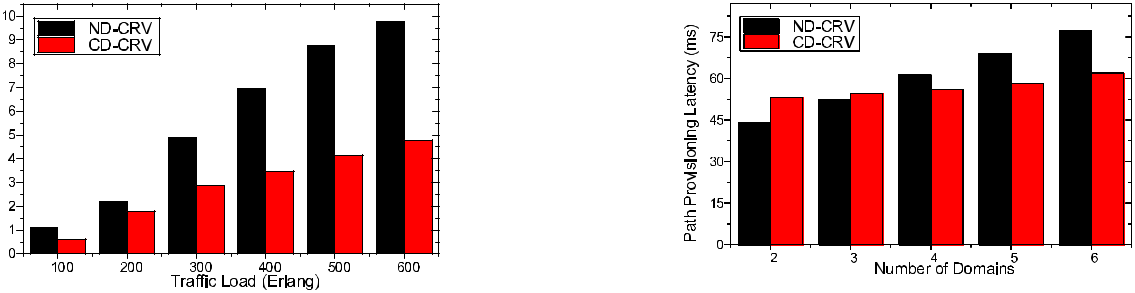 10
9
8
7
6
5
4
3
2
1
0
ND-CRV
CD-CRV
100 200 300 400 500 600
Traffic Load (Erlang)
Path Provisioning Latency (ms)
75
60
45
30
15
0
ND-CRV
CD-CRV
2 3 4 5 6
Number of Domains